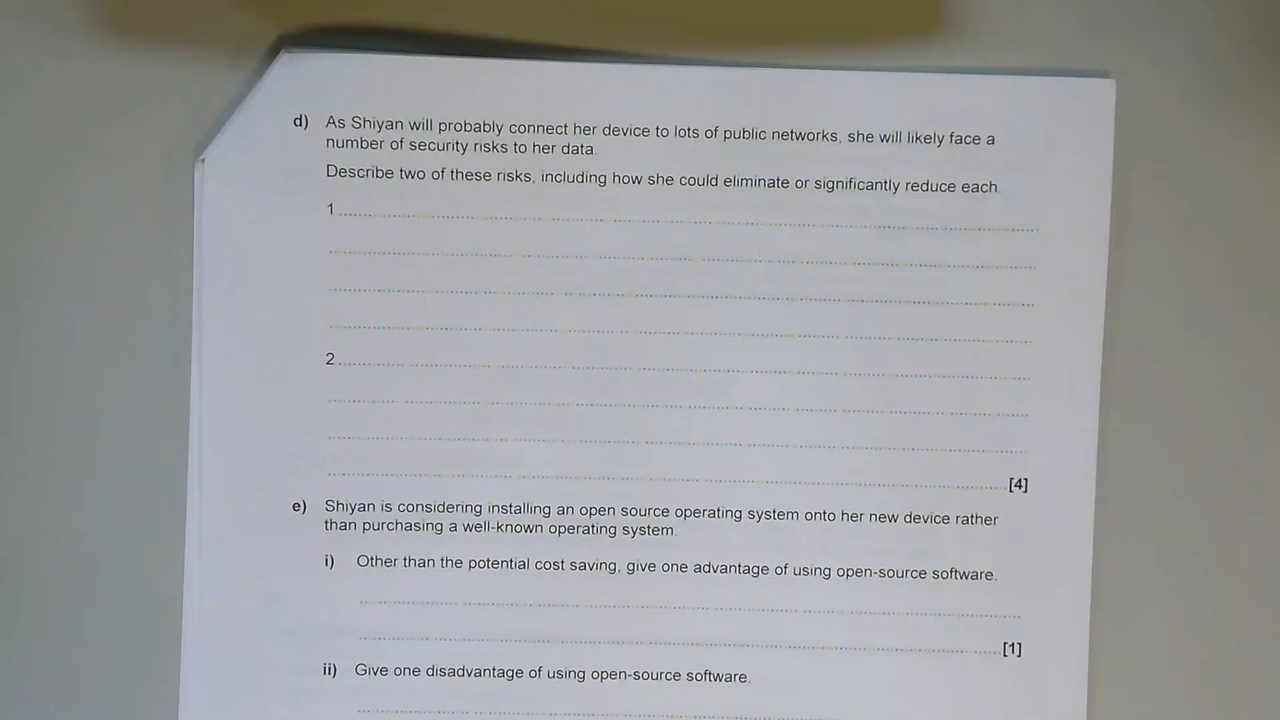 d) As Shiyan will probably connect her device to lots of public networks, she will likely face a
number of security risks to her data.
Describe two of these risks, including how she could eliminate or significantly reduce each.
1
2
[4]
e) Shiyan is considering installing an open source operating system onto her new device rather
than purchasing a well-known operating system.
i) Other than the potential cost saving, give one advantage of using open-source software.
[1]
ii) Give one disadvantage of using open-source software.